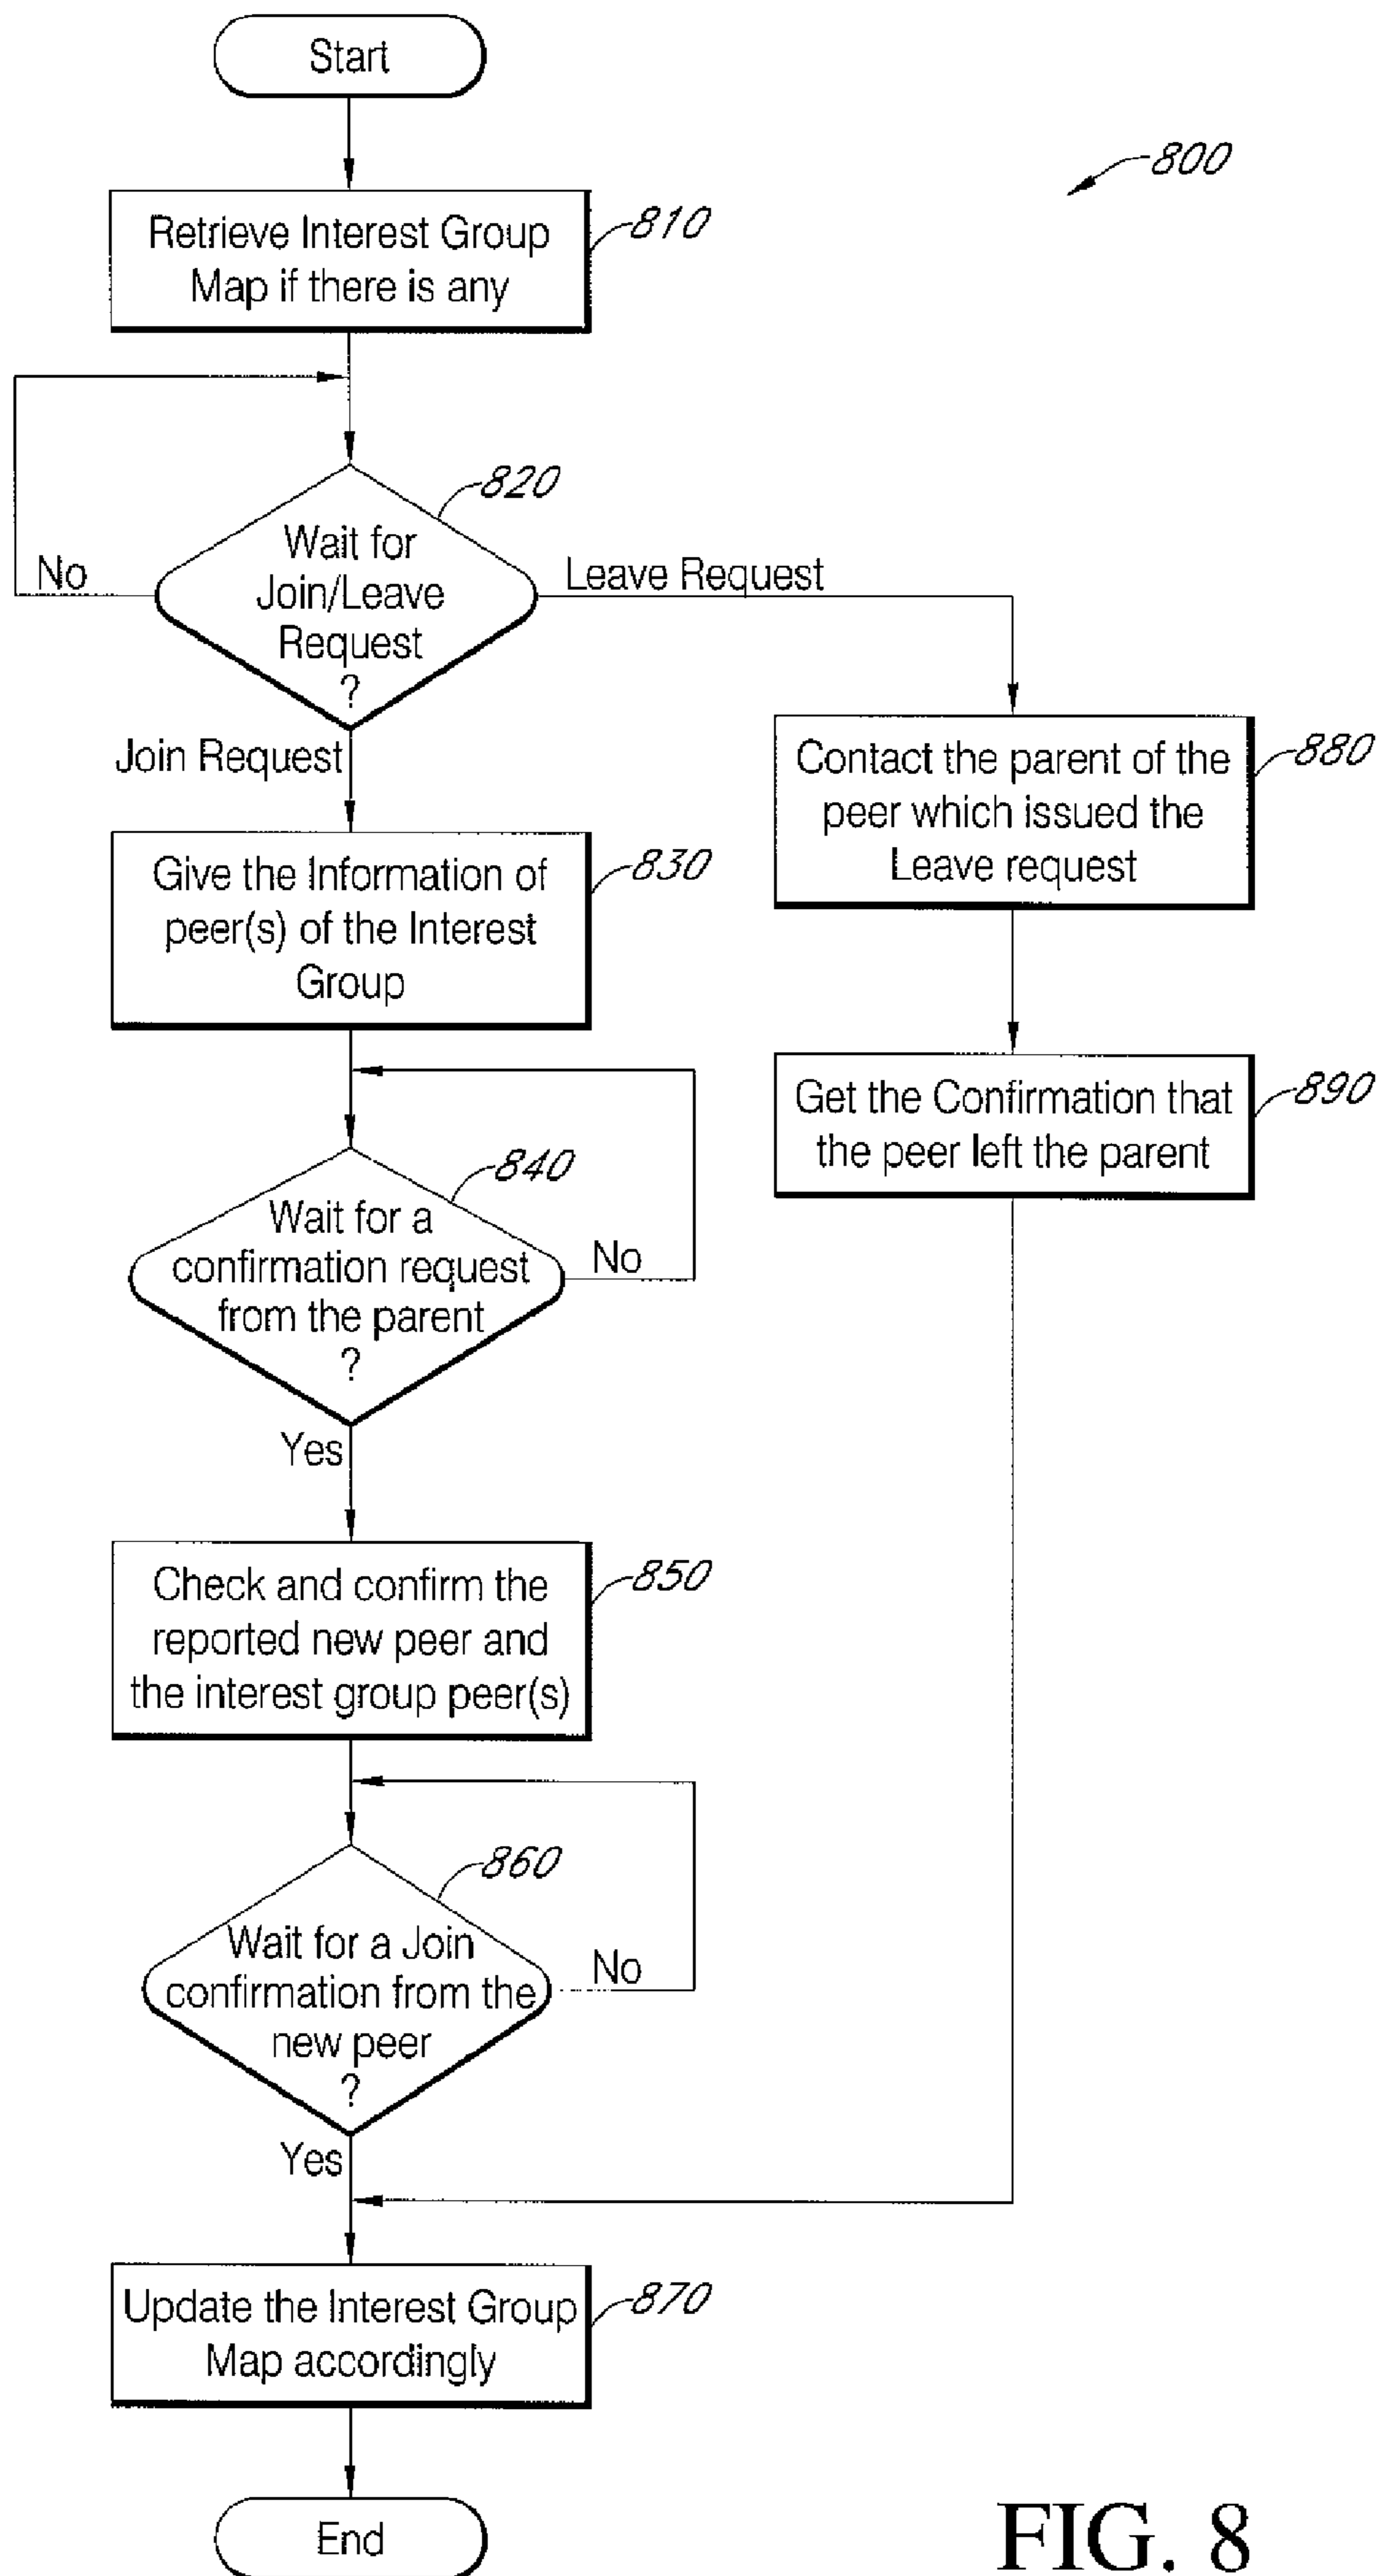 Start
800
Retrieve Interest Group
Map if there is any
810
820
Wait for
Join/Leave
Request
?
No
Leave Request
Join Request
Contact the parent of the
peer which issued the
Leave request
880
Give the Information of
peer(s) of the Interest
Group
830
Get the Confirmation that
the peer left the parent
890
840
Wait for a
confirmation request
from the parent
?
No
Yes
Check and confirm the
reported new peer and
the interest group peer(s)
850
860
Wait for a Join
confirmation from the
new peer
?
No
Yes
Update the Interest Group
Map accordingly
870
End
FIG. 8